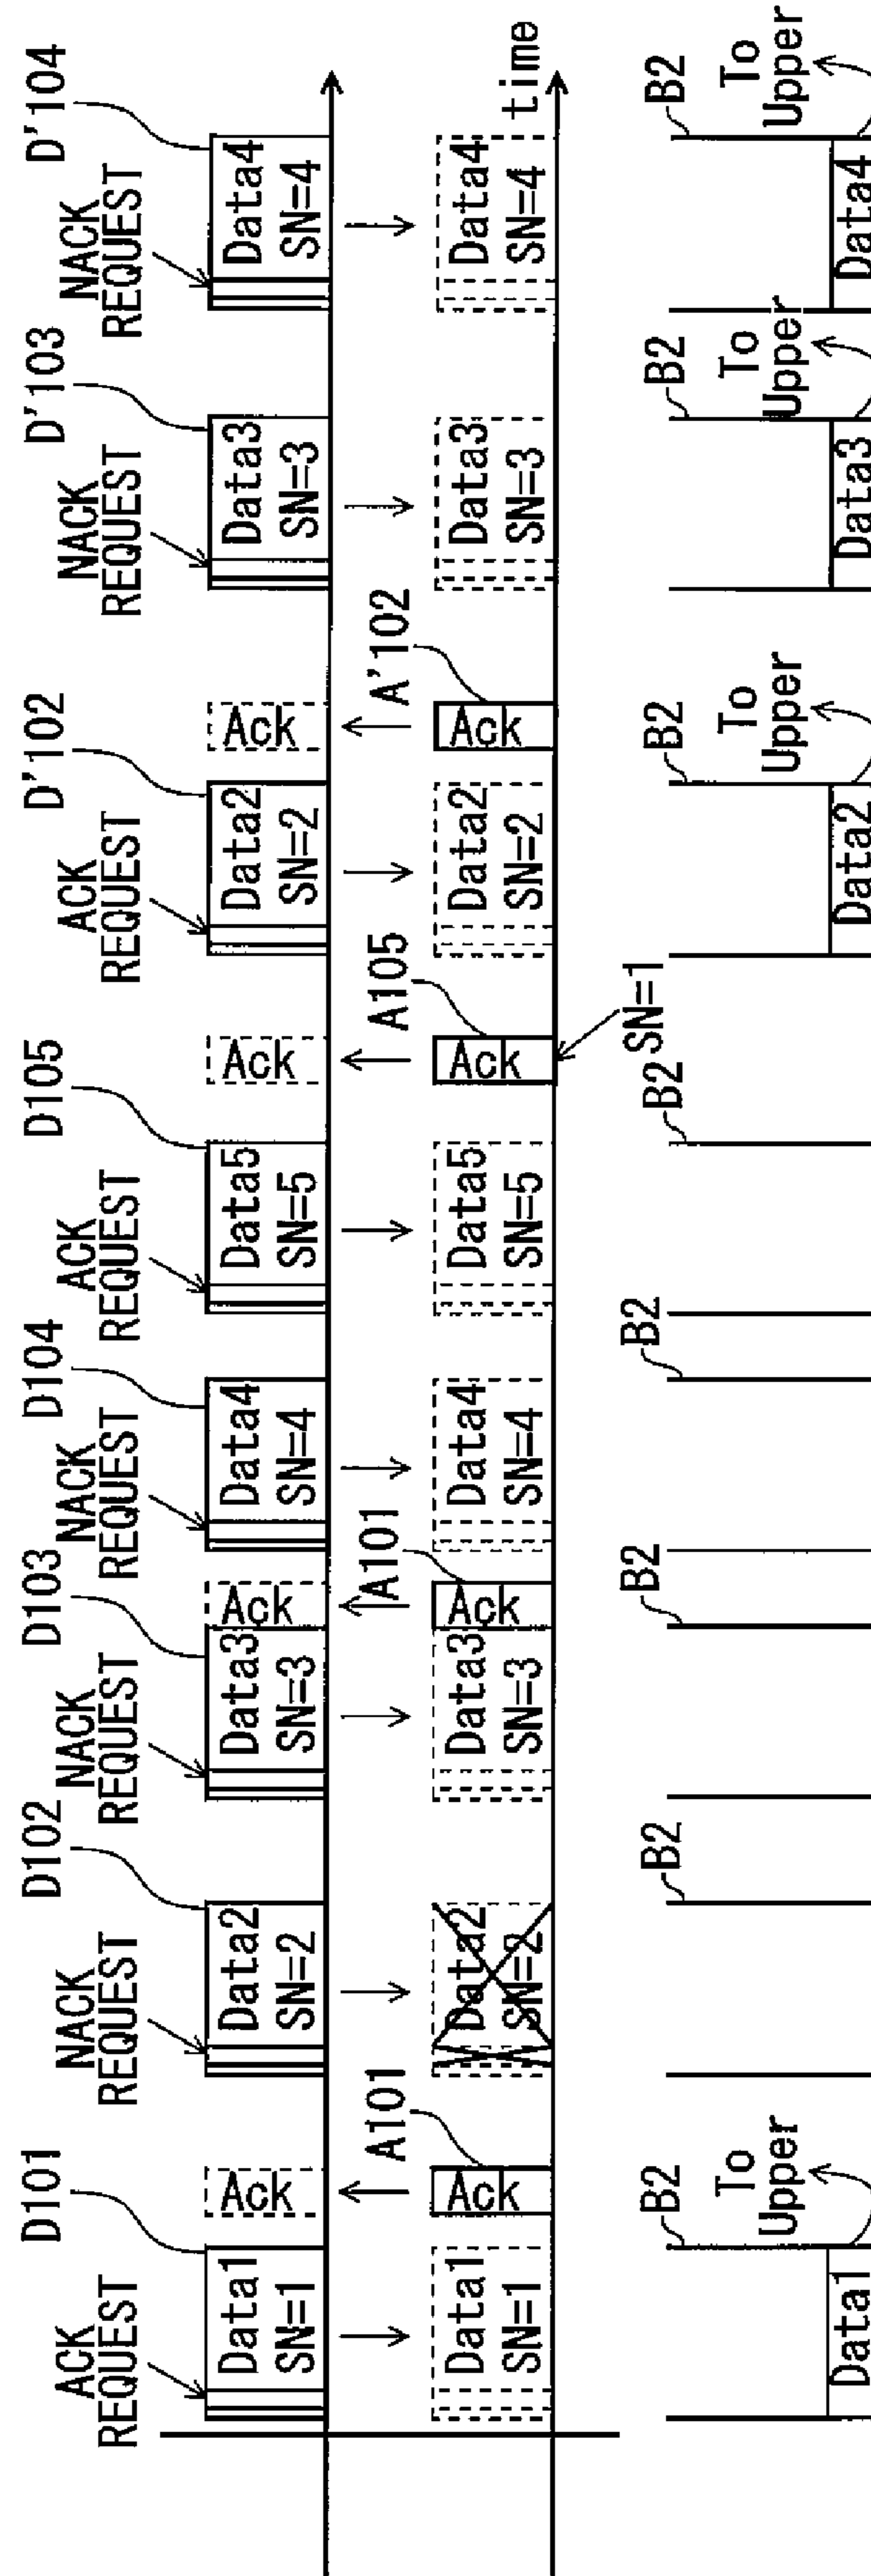 D101
D102
D103
D104
D105
D'102
D'103
D'104
ACK
REQUEST
NACK
REQUEST
NACK
REQUEST
NACK
REQUEST
ACK
REQUEST
ACK
REQUEST
NACK
REQUEST
NACK
REQUEST
Data1
SN=1
Ack
Data2
SN=2
Data3
SN=3
Ack
Data4
SN=4
Data5
SN=5
Ack
Data2
SN=2
Ack
Data3
SN=3
Data4
SN=4
A101
A101
A105
A'102
Data1
SN=1
Ack
Data2
SN=2
Data3
SN=3
Ack
Data4
SN=4
Data5
SN=5
Ack
Data2
SN=2
Ack
Data3
SN=3
Data4
SN=4
time
SN=1
B2
B2
B2
B2
B2
B2
B2
B2
To
Upper
To
Upper
To
Upper
To
Upper
Data1
Data2
Data3
Data4